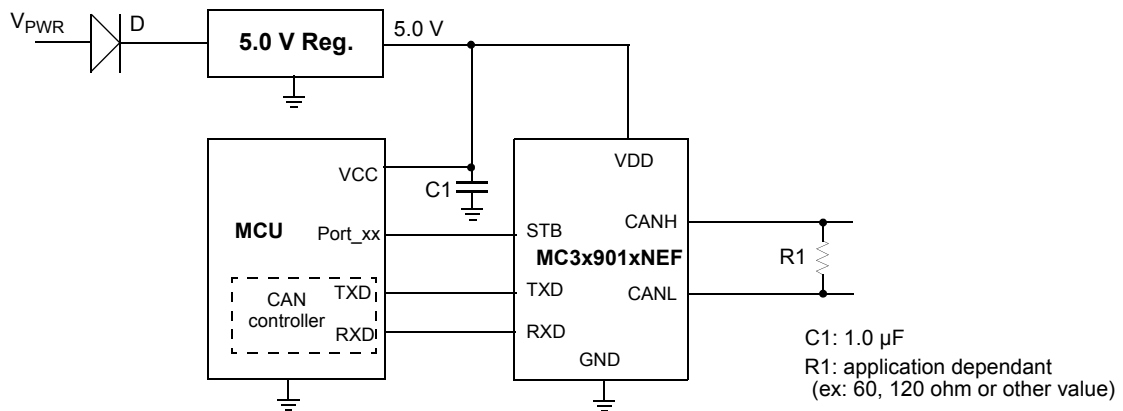 VPWR
D
5.0 V Reg.
5.0 V
VCC
C1
VDD
MCU
Port_xx
STB
CANH
MC3x901xNEF
R1
CAN
controller
TXD
TXD
CANL
RXD
RXD
GND
C1: 1.0 µF
R1: application dependant
(ex: 60, 120 ohm or other value)